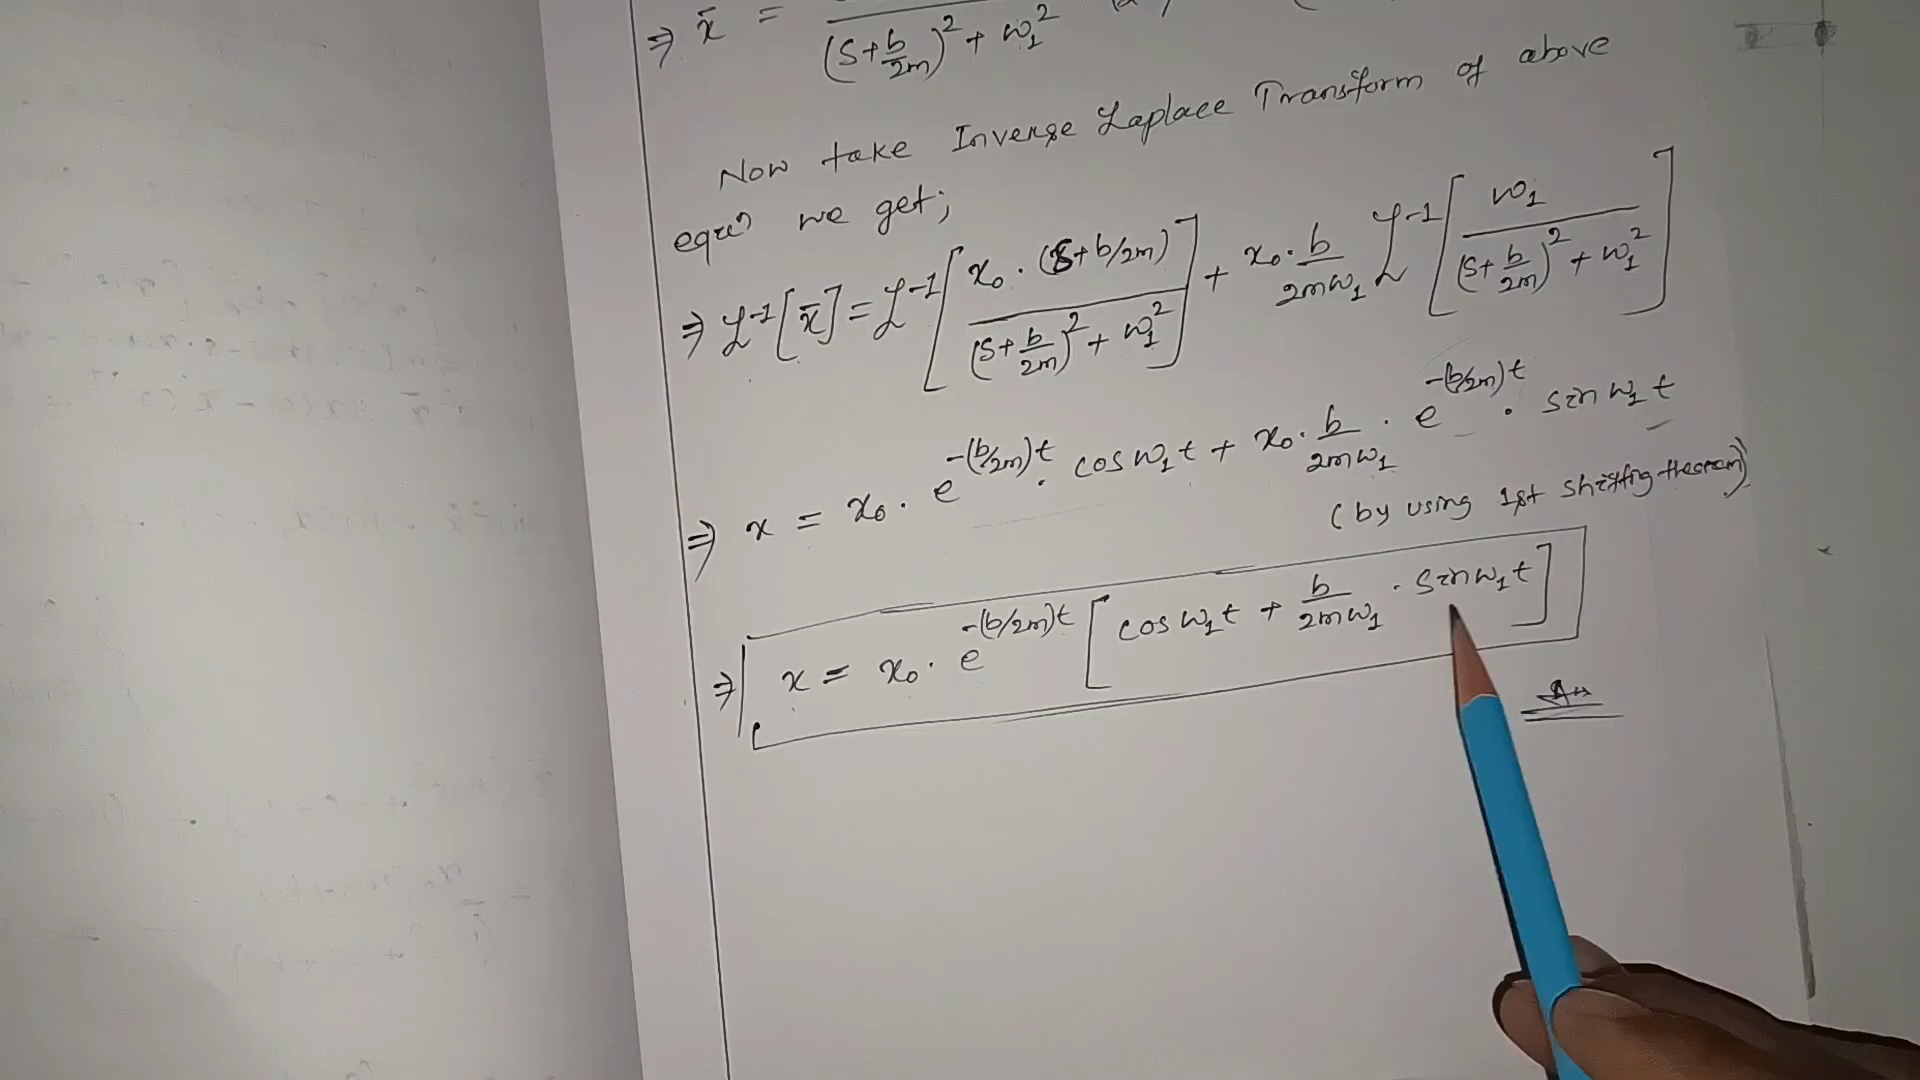 ⇒ x̄ = / (S+b/2m)² + ω₁²
Now take Inverse Laplace Transform of above
equⁿ we get;
⇒ ℒ⁻¹[x̄] = ℒ⁻¹[x₀ · (S+b/2m) / (S+b/2m)² + ω₁²] + x₀ · b/2mω₁ ℒ⁻¹[ω₁ / (S+b/2m)² + ω₁²]
⇒ x = x₀ · e^-(b/2m)t · cos ω₁t + x₀ · b/2mω₁ · e^-(b/2m)t · sin ω₁t
(by using 1st shifting theorem)
⇒ x = x₀ · e^-(b/2m)t [cos ω₁t + b/2mω₁ · sin ω₁t]
Ans